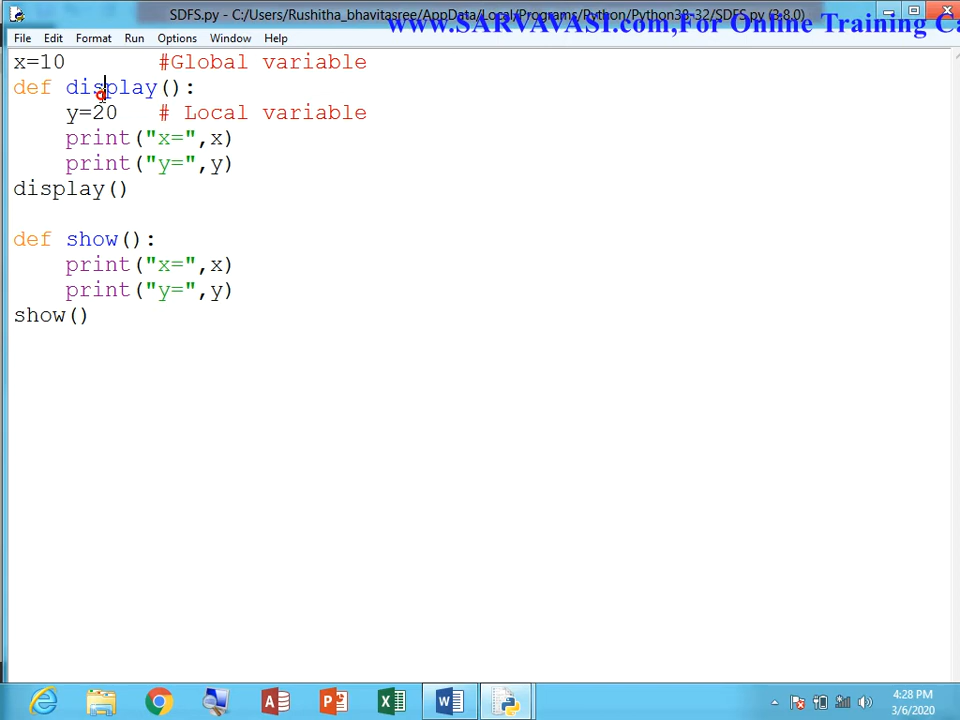 SDFS.py - C:/Users/Rushitha_bhavitasree/AppData/Local/Programs/Python/Python38-32/SDFS.py (3.8.0)
www.SARVAVASI.com,For Online Training Ca
File Edit Format Run Options Window Help
x=10 #Global variable
def display():
y=20 # Local variable
print("x=",x)
print("y=",y)
display()
def show():
print("x=",x)
print("y=",y)
show()
4:28 PM
3/6/2020